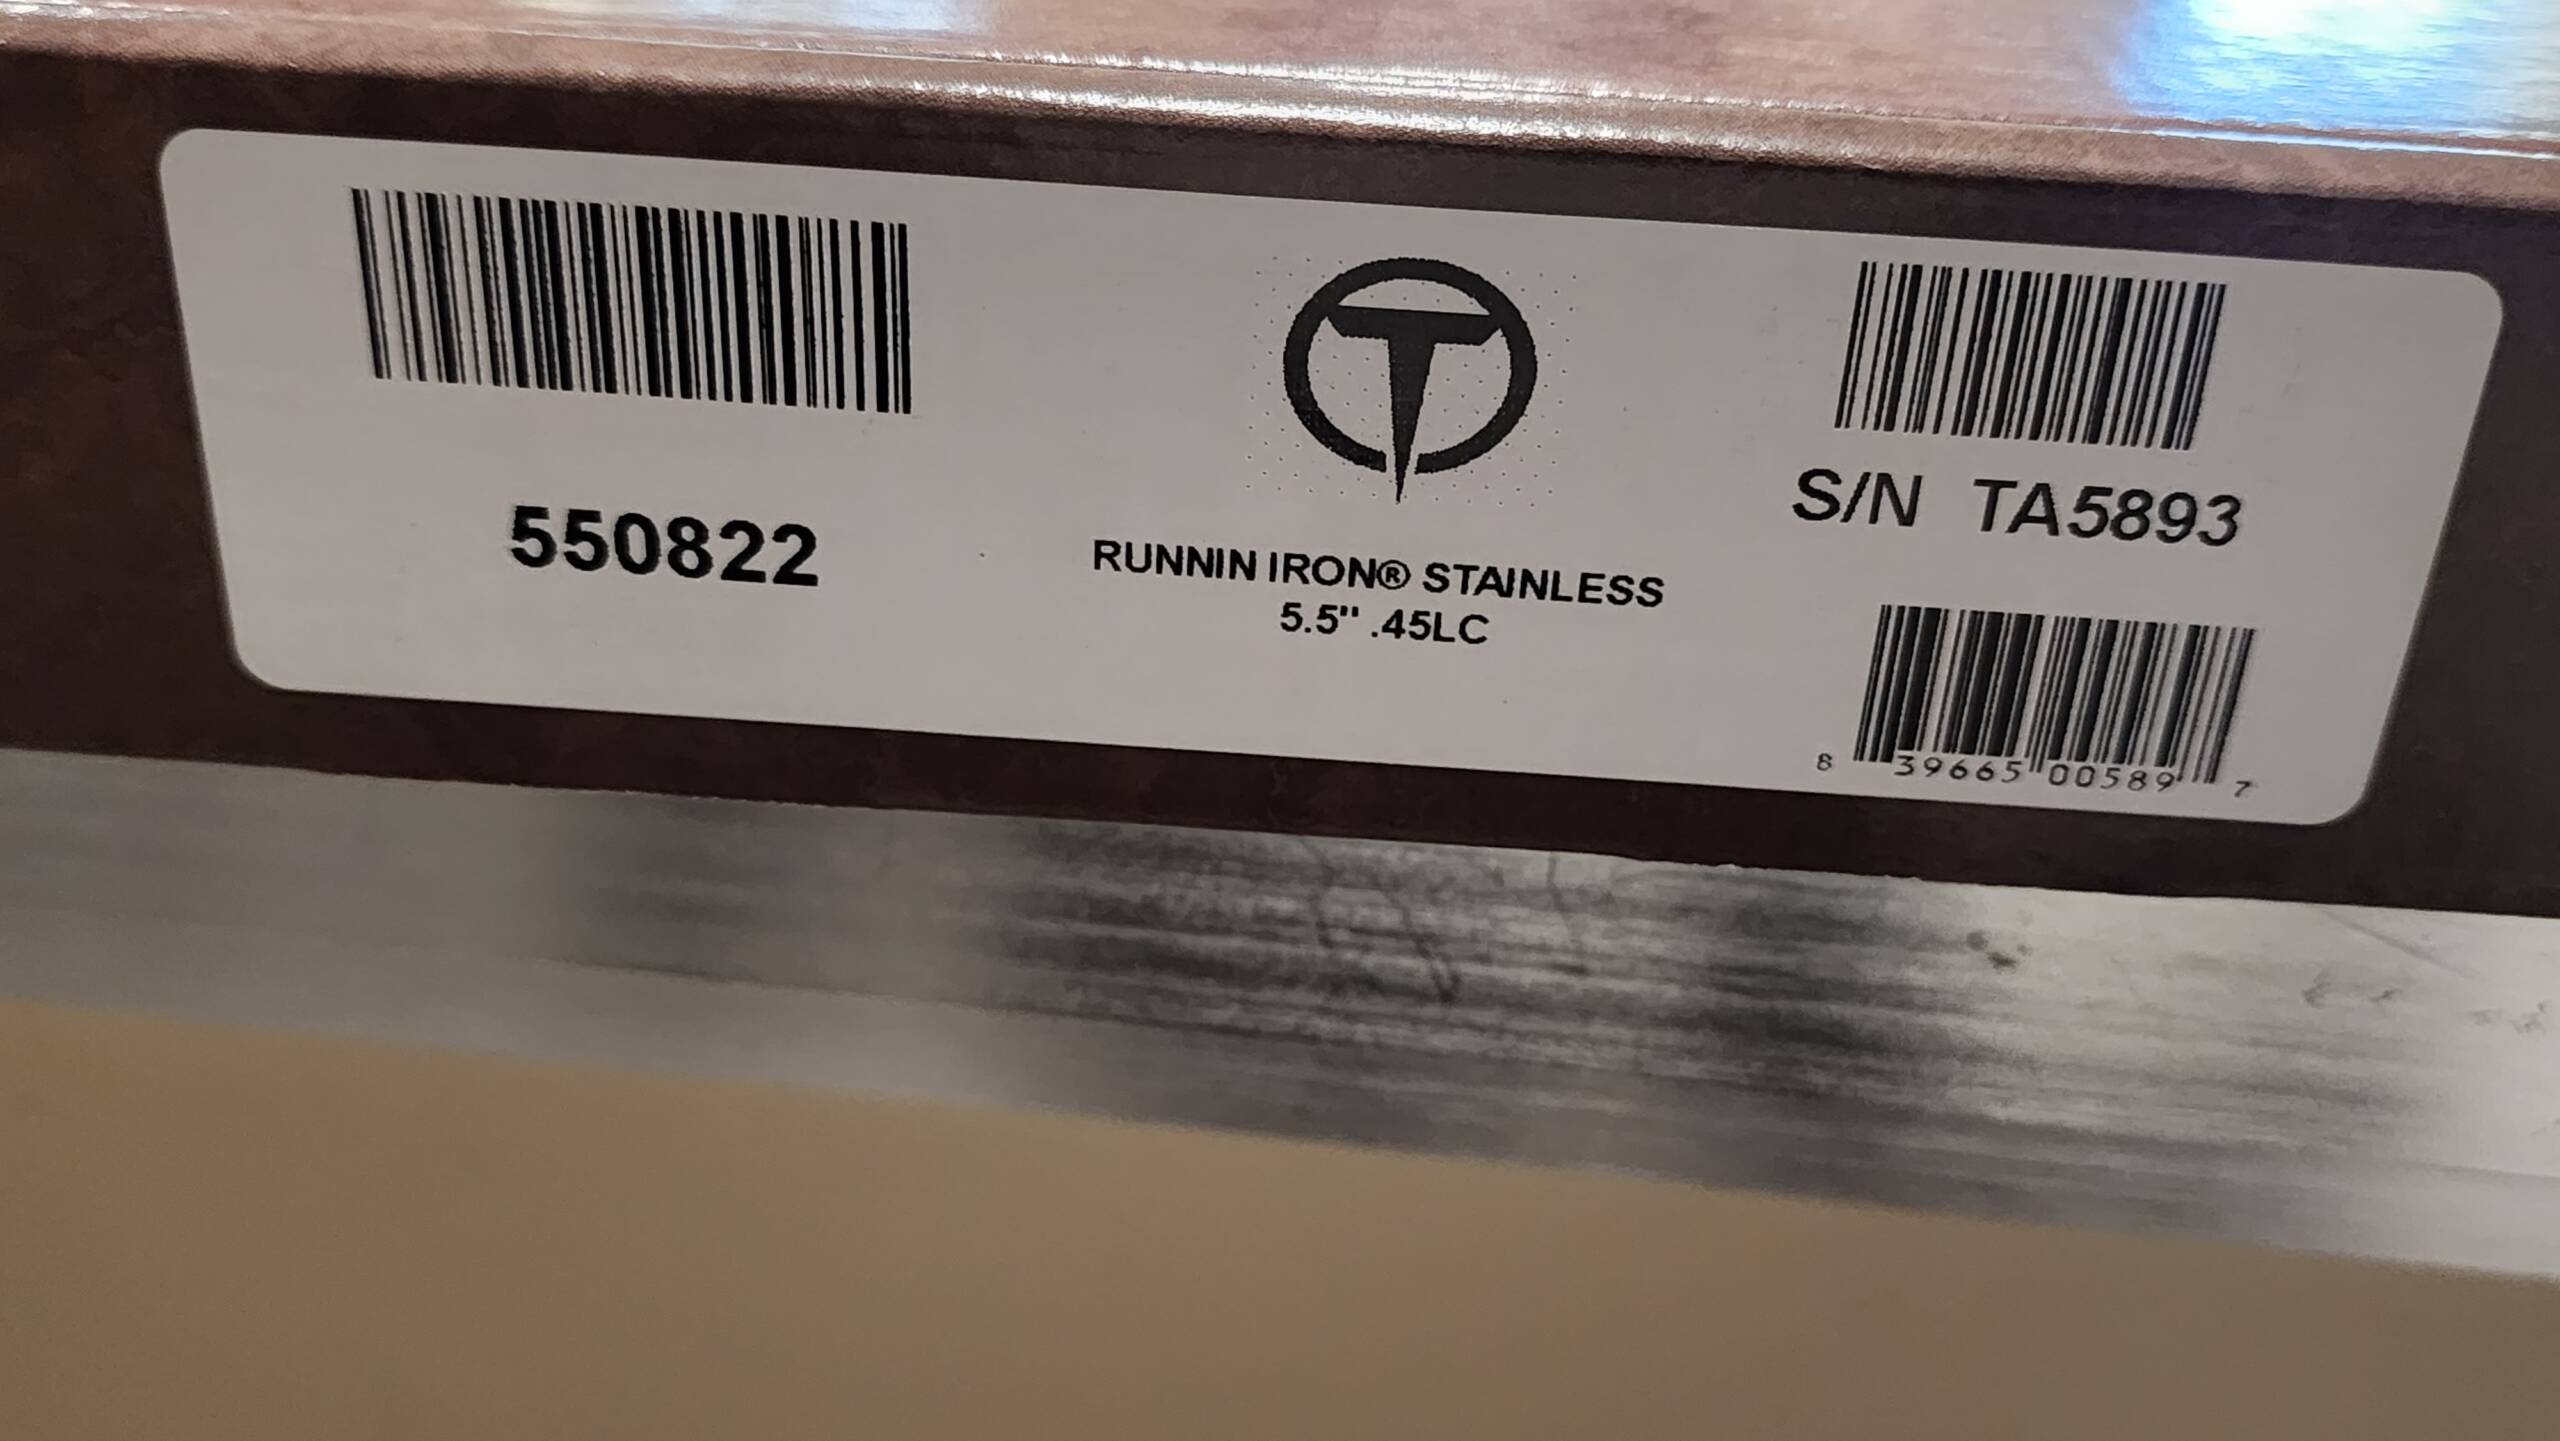 550822
T
RUNNIN IRON® STAINLESS
5.5" .45LC
S/N TA5893
8 39665 00589 7